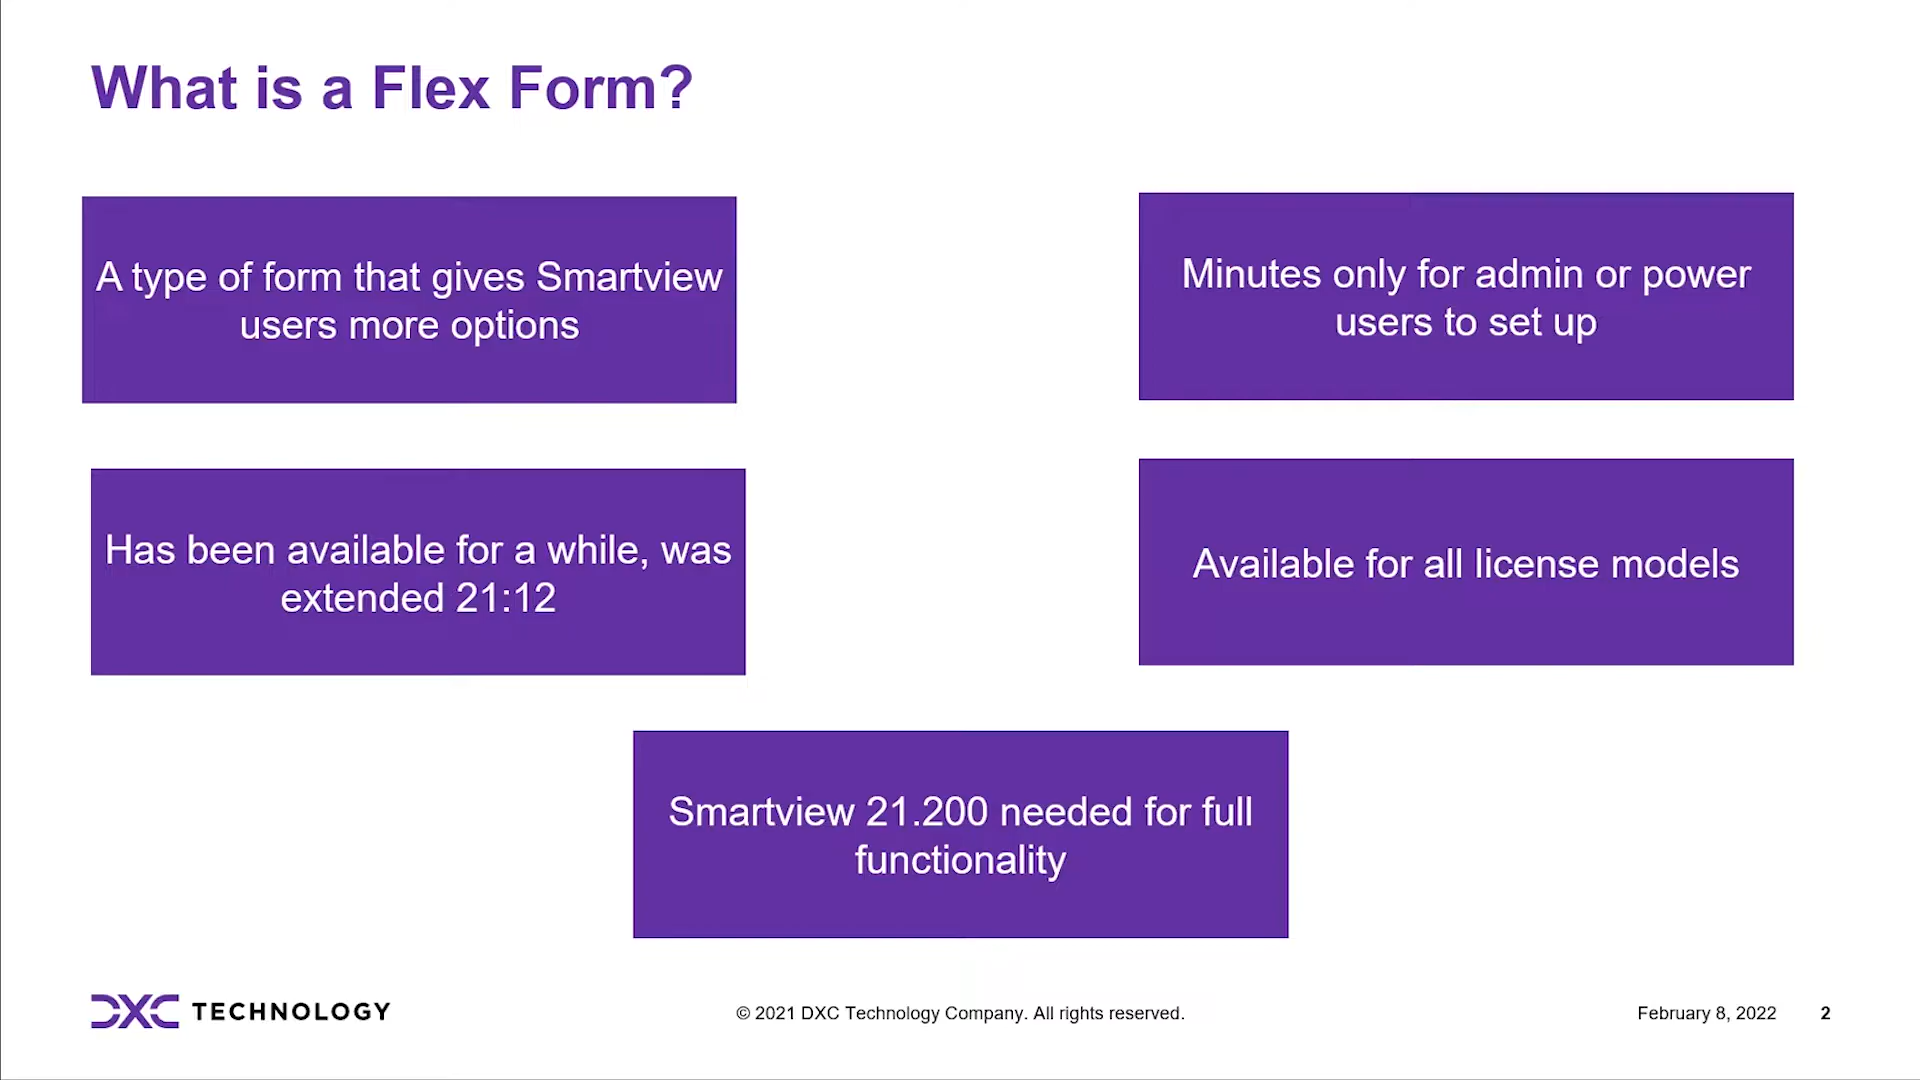 What is a Flex Form?
A type of form that gives Smartview
users more options
Minutes only for admin or power
users to set up
Has been available for a while, was
extended 21:12
Available for all license models
Smartview 21.200 needed for full
functionality
DXC TECHNOLOGY
© 2021 DXC Technology Company. All rights reserved.
February 8, 2022
2